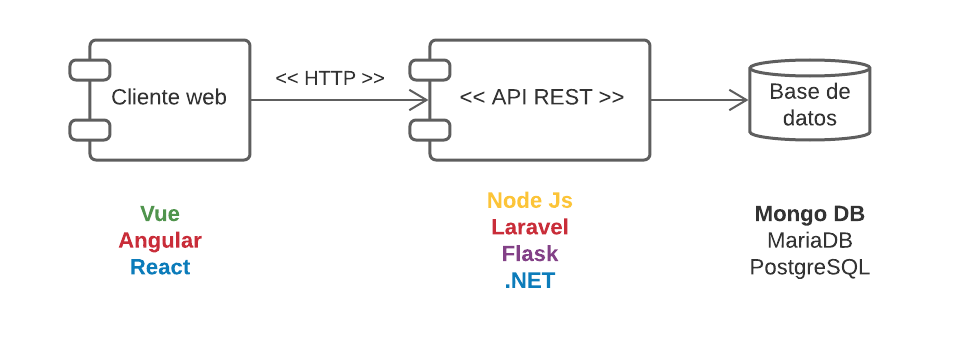 Cliente web
<< HTTP >>
<< API REST >>
Base de
datos
Vue
Angular
React
Node Js
Laravel
Flask
.NET
Mongo DB
MariaDB
PostgreSQL